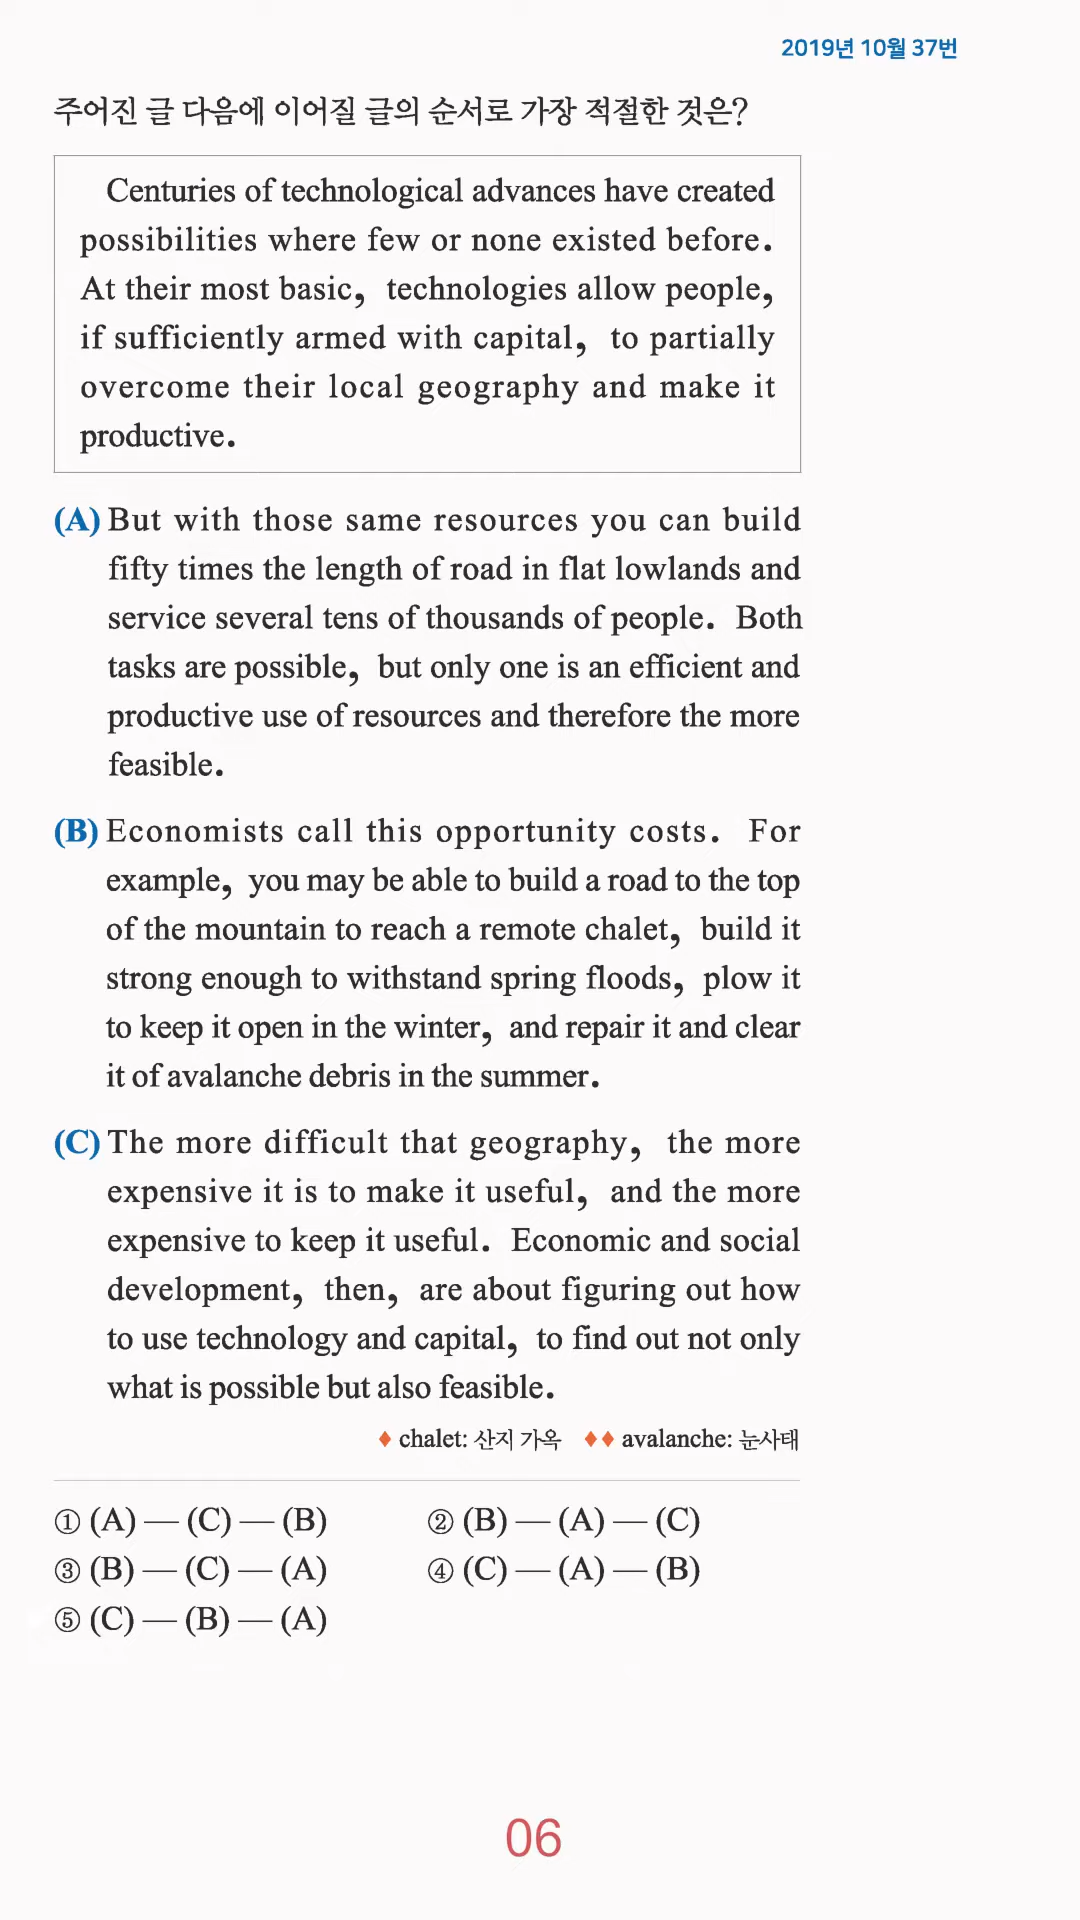 2019년 10월 37번
주어진 글 다음에 이어질 글의 순서로 가장 적절한 것은?
Centuries of technological advances have created
possibilities where few or none existed before.
At their most basic, technologies allow people,
if sufficiently armed with capital, to partially
overcome their local geography and make it
productive.
(A) But with those same resources you can build
fifty times the length of road in flat lowlands and
service several tens of thousands of people. Both
tasks are possible, but only one is an efficient and
productive use of resources and therefore the more
feasible.
(B) Economists call this opportunity costs. For
example, you may be able to build a road to the top
of the mountain to reach a remote chalet, build it
strong enough to withstand spring floods, plow it
to keep it open in the winter, and repair it and clear
it of avalanche debris in the summer.
(C) The more difficult that geography, the more
expensive it is to make it useful, and the more
expensive to keep it useful. Economic and social
development, then, are about figuring out how
to use technology and capital, to find out not only
what is possible but also feasible.
♦ chalet: 산지 가옥 ♦♦ avalanche: 눈사태
① (A) — (C) — (B) ② (B) — (A) — (C)
③ (B) — (C) — (A) ④ (C) — (A) — (B)
⑤ (C) — (B) — (A)
06